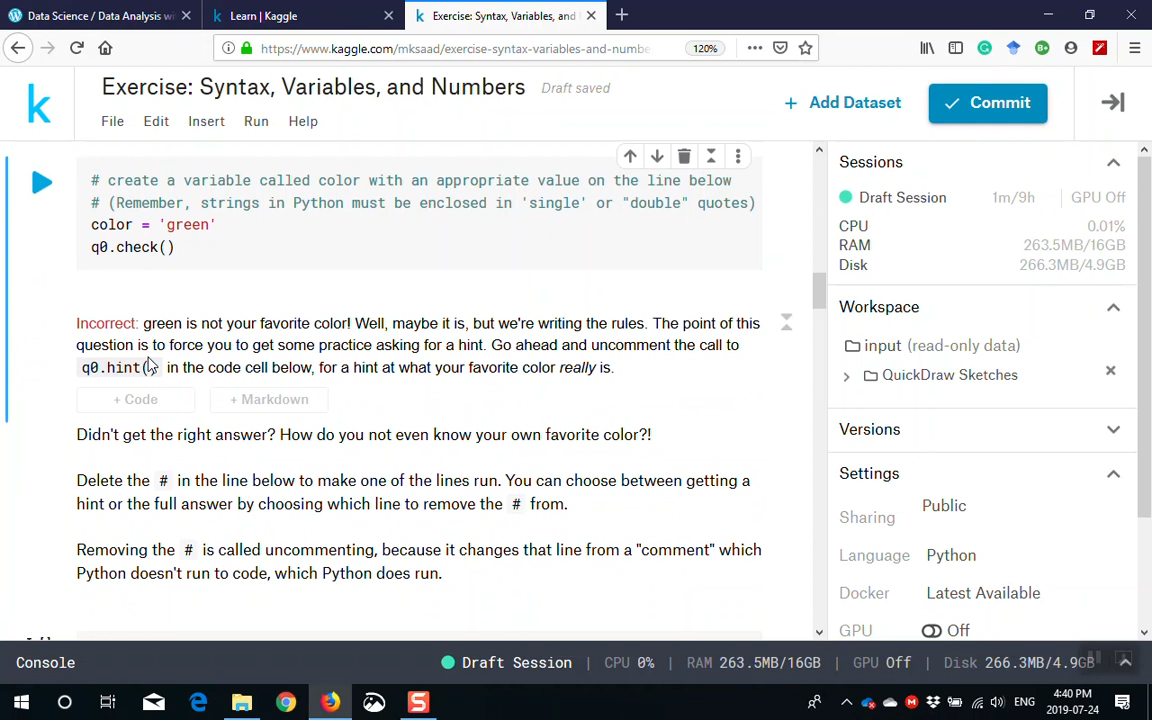 Data Science / Data Analysis wi
Learn | Kaggle
Exercise: Syntax, Variables, and
https://www.kaggle.com/mksaad/exercise-syntax-variables-and-numbe
120%
k
Exercise: Syntax, Variables, and Numbers
Draft saved
File Edit Insert Run Help
+ Add Dataset
Commit
# create a variable called color with an appropriate value on the line below
# (Remember, strings in Python must be enclosed in 'single' or "double" quotes)
color = 'green'
q0.check()
Incorrect: green is not your favorite color! Well, maybe it is, but we're writing the rules. The point of this
question is to force you to get some practice asking for a hint. Go ahead and uncomment the call to
q0.hint( in the code cell below, for a hint at what your favorite color really is.
+ Code
+ Markdown
Didn't get the right answer? How do you not even know your own favorite color?!
Delete the # in the line below to make one of the lines run. You can choose between getting a
hint or the full answer by choosing which line to remove the # from.
Removing the # is called uncommenting, because it changes that line from a "comment" which
Python doesn't run to code, which Python does run.
Sessions
Draft Session 1m/9h GPU Off
CPU 0.01%
RAM 263.5MB/16GB
Disk 266.3MB/4.9GB
Workspace
input (read-only data)
QuickDraw Sketches
Versions
Settings
Sharing Public
Language Python
Docker Latest Available
GPU Off
Console
Draft Session | CPU 0% | RAM 263.5MB/16GB | GPU Off | Disk 266.3MB/4.9GB
ENG
4:40 PM
2019-07-24